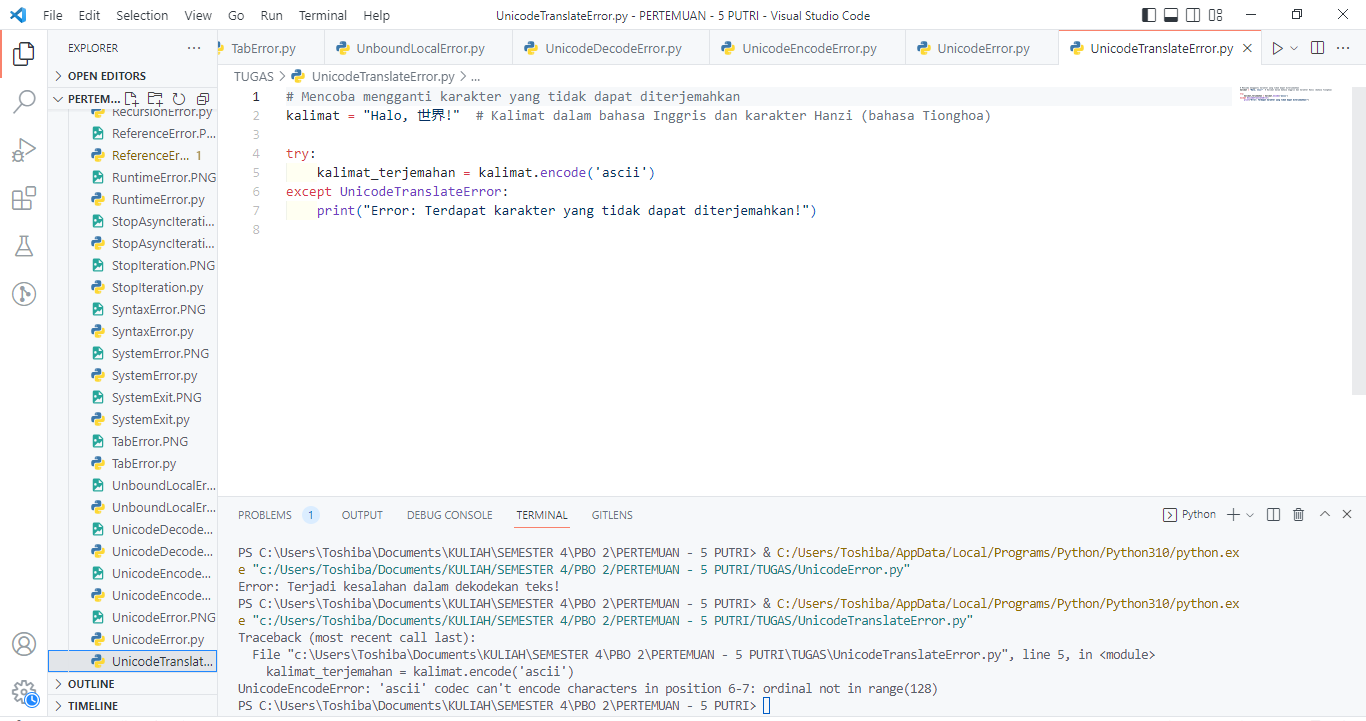 File Edit Selection View Go Run Terminal Help UnicodeTranslateError.py - PERTEMUAN - 5 PUTRI - Visual Studio Code
EXPLORER
OPEN EDITORS
PERTEM...
RecursionError.py
ReferenceError.P...
ReferenceEr... 1
RuntimeError.PNG
RuntimeError.py
StopAsyncIterati...
StopAsyncIterati...
StopIteration.PNG
StopIteration.py
SyntaxError.PNG
SyntaxError.py
SystemError.PNG
SystemError.py
SystemExit.PNG
SystemExit.py
TabError.PNG
TabError.py
UnboundLocalEr...
UnboundLocalEr...
UnicodeDecode...
UnicodeDecode...
UnicodeEncode...
UnicodeEncode...
UnicodeError.PNG
UnicodeError.py
UnicodeTranslat...
OUTLINE
TIMELINE
TabError.py UnboundLocalError.py UnicodeDecodeError.py UnicodeEncodeError.py UnicodeError.py UnicodeTranslateError.py
TUGAS > UnicodeTranslateError.py > ...
1 # Mencoba mengganti karakter yang tidak dapat diterjemahkan
2 kalimat = "Halo, 世界!" # Kalimat dalam bahasa Inggris dan karakter Hanzi (bahasa Tionghoa)
3
4 try:
5 kalimat_terjemahan = kalimat.encode('ascii')
6 except UnicodeTranslateError:
7 print("Error: Terdapat karakter yang tidak dapat diterjemahkan!")
8
PROBLEMS 1 OUTPUT DEBUG CONSOLE TERMINAL GITLENS Python
PS C:\Users\Toshiba\Documents\KULIAH\SEMESTER 4\PBO 2\PERTEMUAN - 5 PUTRI> & C:/Users/Toshiba/AppData/Local/Programs/Python/Python310/python.ex
e "c:/Users/Toshiba/Documents/KULIAH/SEMESTER 4/PBO 2/PERTEMUAN - 5 PUTRI/TUGAS/UnicodeError.py"
Error: Terjadi kesalahan dalam dekodekan teks!
PS C:\Users\Toshiba\Documents\KULIAH\SEMESTER 4\PBO 2\PERTEMUAN - 5 PUTRI> & C:/Users/Toshiba/AppData/Local/Programs/Python/Python310/python.ex
e "c:/Users/Toshiba/Documents/KULIAH/SEMESTER 4/PBO 2/PERTEMUAN - 5 PUTRI/TUGAS/UnicodeTranslateError.py"
Traceback (most recent call last):
File "c:\Users\Toshiba\Documents\KULIAH\SEMESTER 4\PBO 2\PERTEMUAN - 5 PUTRI\TUGAS\UnicodeTranslateError.py", line 5, in <module>
kalimat_terjemahan = kalimat.encode('ascii')
UnicodeEncodeError: 'ascii' codec can't encode characters in position 6-7: ordinal not in range(128)
PS C:\Users\Toshiba\Documents\KULIAH\SEMESTER 4\PBO 2\PERTEMUAN - 5 PUTRI>